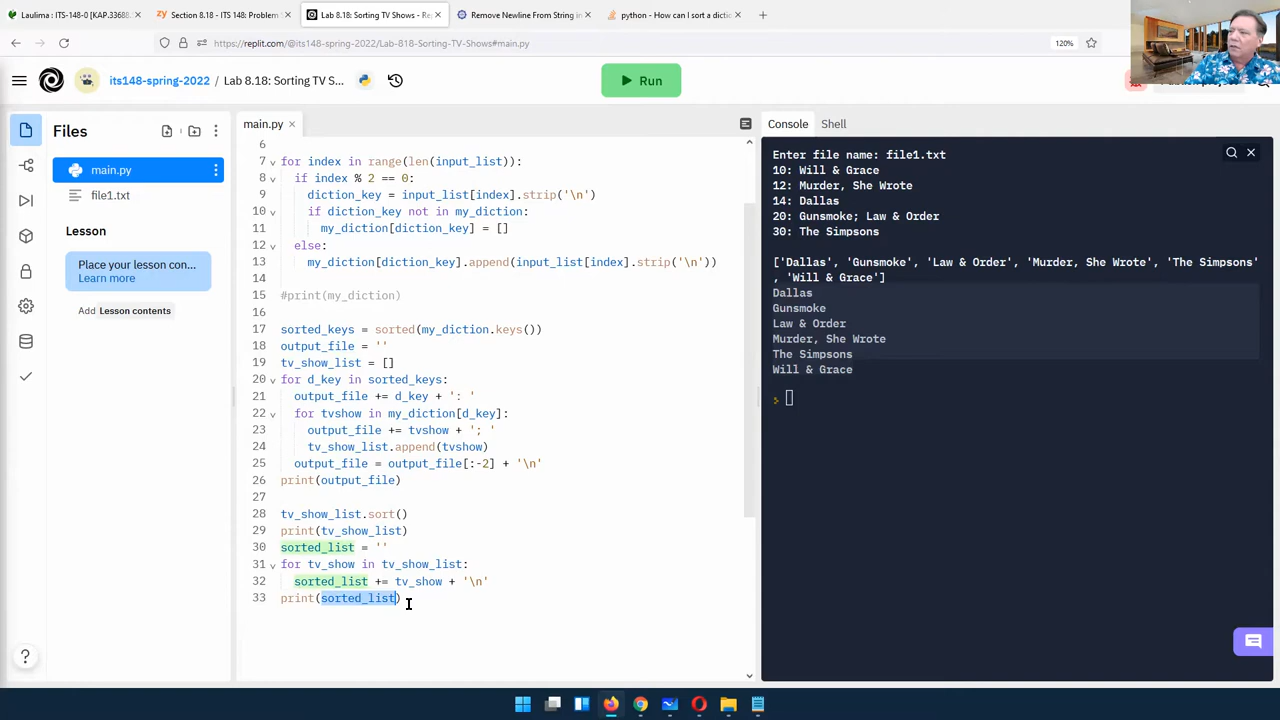 Laulima : ITS-148-0 [KAP.33688
Section 8.18 - ITS 148: Problem S
Lab 8.18: Sorting TV Shows - Re
Remove Newline From String in
python - How can I sort a dictio
https://replit.com/@its148-spring-2022/Lab-818-Sorting-TV-Shows#main.py
120%
its148-spring-2022
Lab 8.18: Sorting TV S...
Run
Files
main.py
file1.txt
Lesson
Place your lesson con...
Learn more
Add Lesson contents
main.py
6
7 for index in range(len(input_list)):
8 if index % 2 == 0:
9 diction_key = input_list[index].strip('\n')
10 if diction_key not in my_diction:
11 my_diction[diction_key] = []
12 else:
13 my_diction[diction_key].append(input_list[index].strip('\n'))
14
15 #print(my_diction)
16
17 sorted_keys = sorted(my_diction.keys())
18 output_file = ''
19 tv_show_list = []
20 for d_key in sorted_keys:
21 output_file += d_key + ': '
22 for tvshow in my_diction[d_key]:
23 output_file += tvshow + '; '
24 tv_show_list.append(tvshow)
25 output_file = output_file[:-2] + '\n'
26 print(output_file)
27
28 tv_show_list.sort()
29 print(tv_show_list)
30 sorted_list = ''
31 for tv_show in tv_show_list:
32 sorted_list += tv_show + '\n'
33 print(sorted_list)
Console
Shell
Enter file name: file1.txt
10: Will & Grace
12: Murder, She Wrote
14: Dallas
20: Gunsmoke; Law & Order
30: The Simpsons
['Dallas', 'Gunsmoke', 'Law & Order', 'Murder, She Wrote', 'The Simpsons'
, 'Will & Grace']
Dallas
Gunsmoke
Law & Order
Murder, She Wrote
The Simpsons
Will & Grace